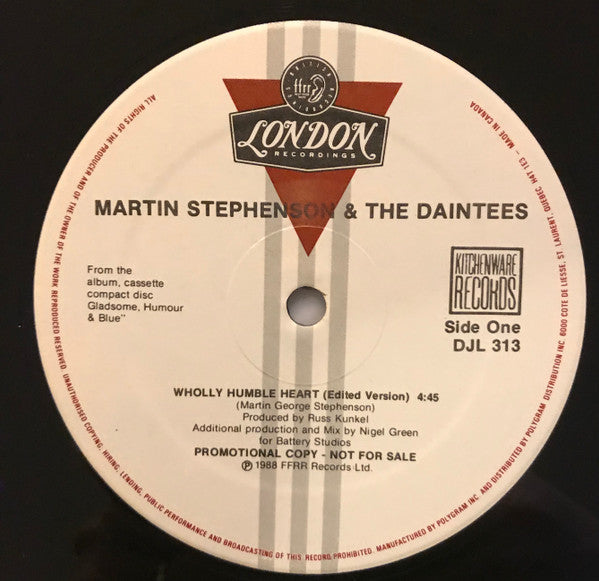 BRITISH
ffrr
LONDON
RECORDINGS
MARTIN STEPHENSON & THE DAINTEES
From the
album, cassette
compact disc
Gladsome, Humour
& Blue"
KITCHENWARE
RECORDS
Side One
DJL 313
WHOLLY HUMBLE HEART (Edited Version) 4:45
(Martin George Stephenson)
Produced by Russ Kunkel
Additional production and Mix by Nigel Green
for Battery Studios
PROMOTIONAL COPY - NOT FOR SALE
℗ 1988 FFRR Records Ltd.
ALL RIGHTS OF THE PRODUCER AND OF THE OWNER OF THE WORK REPRODUCED RESERVED. UNAUTHORISED COPYING, HIRING, LENDING, PUBLIC PERFORMANCE AND BROADCASTING OF THIS RECORD PROHIBITED. MANUFACTURED BY POLYGRAM INC. AND DISTRIBUTED BY POLYGRAM DISTRIBUTION INC 6000 COTE DE LIESSE, ST LAURENT, QUEBEC H4T 1E3 - MADE IN CANADA